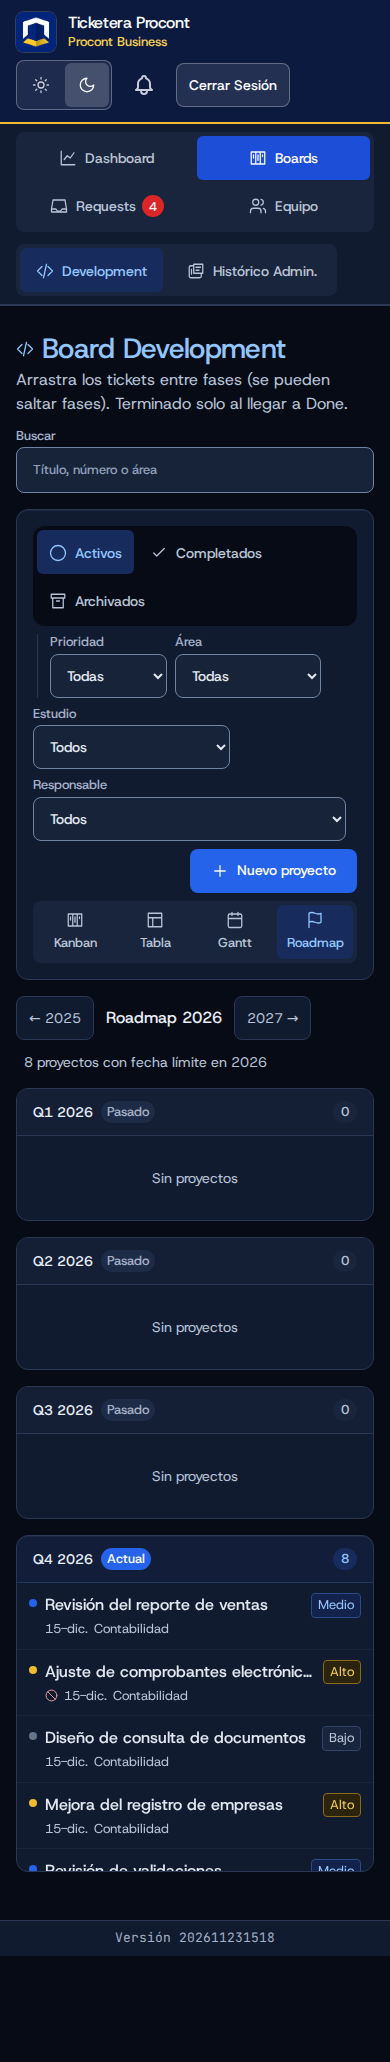 Ticketera Procont
Procont Business
Cerrar Sesión
Dashboard
Boards
Requests 4
Equipo
Development
Histórico Admin.
Board Development
Arrastra los tickets entre fases (se pueden
saltar fases). Terminado solo al llegar a Done.
Buscar
Título, número o área
Activos
Completados
Archivados
Prioridad
Área
Todas
Todas
Estudio
Todos
Responsable
Todos
Nuevo proyecto
Kanban
Tabla
Gantt
Roadmap
← 2025
Roadmap 2026
2027 →
8 proyectos con fecha límite en 2026
Q1 2026 Pasado 0
Sin proyectos
Q2 2026 Pasado 0
Sin proyectos
Q3 2026 Pasado 0
Sin proyectos
Q4 2026 Actual 8
Revisión del reporte de ventas Medio
15-dic. Contabilidad
Ajuste de comprobantes electrónic... Alto
15-dic. Contabilidad
Diseño de consulta de documentos Bajo
15-dic. Contabilidad
Mejora del registro de empresas Alto
15-dic. Contabilidad
Revisión de validaciones Medio
Versión 202611231518